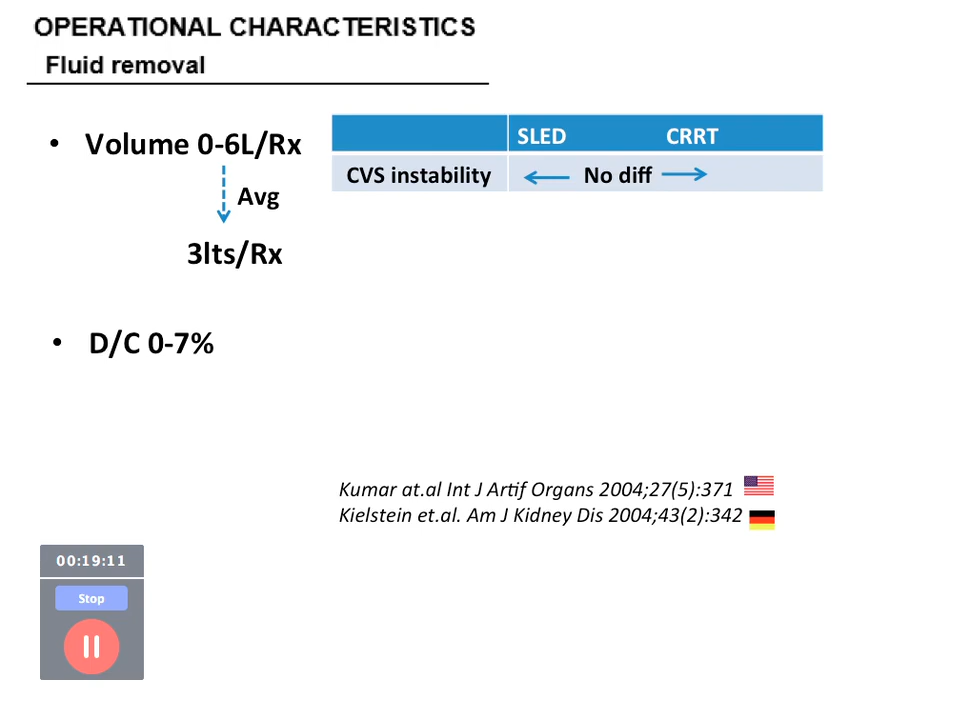 OPERATIONAL CHARACTERISTICS
Fluid removal
• Volume 0-6L/Rx
Avg
3lts/Rx
• D/C 0-7%
SLED CRRT
CVS instability No diff
Kumar at.al Int J Artif Organs 2004;27(5):371
Kielstein et.al. Am J Kidney Dis 2004;43(2):342
00:19:11
Stop